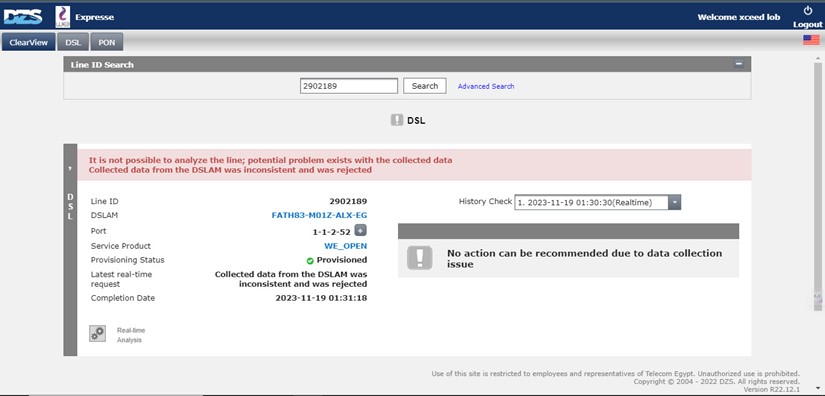 DZS
Expresse
Welcome xceed lob
Logout
ClearView
DSL
PON
Line ID Search
2902189
Search
Advanced Search
DSL
DSL
It is not possible to analyze the line; potential problem exists with the collected data
Collected data from the DSLAM was inconsistent and was rejected
Line ID 2902189
DSLAM FATH83-M01Z-ALX-EG
Port 1-1-2-52
Service Product WE_OPEN
Provisioning Status Provisioned
Latest real-time Collected data from the DSLAM was
request inconsistent and was rejected
Completion Date 2023-11-19 01:31:18
Real-time
Analysis
History Check 1. 2023-11-19 01:30:30(Realtime)
No action can be recommended due to data collection
issue
Use of this site is restricted to employees and representatives of Telecom Egypt. Unauthorized use is prohibited.
Copyright © 2004 - 2022 DZS. All rights reserved.
Version R22.12.1